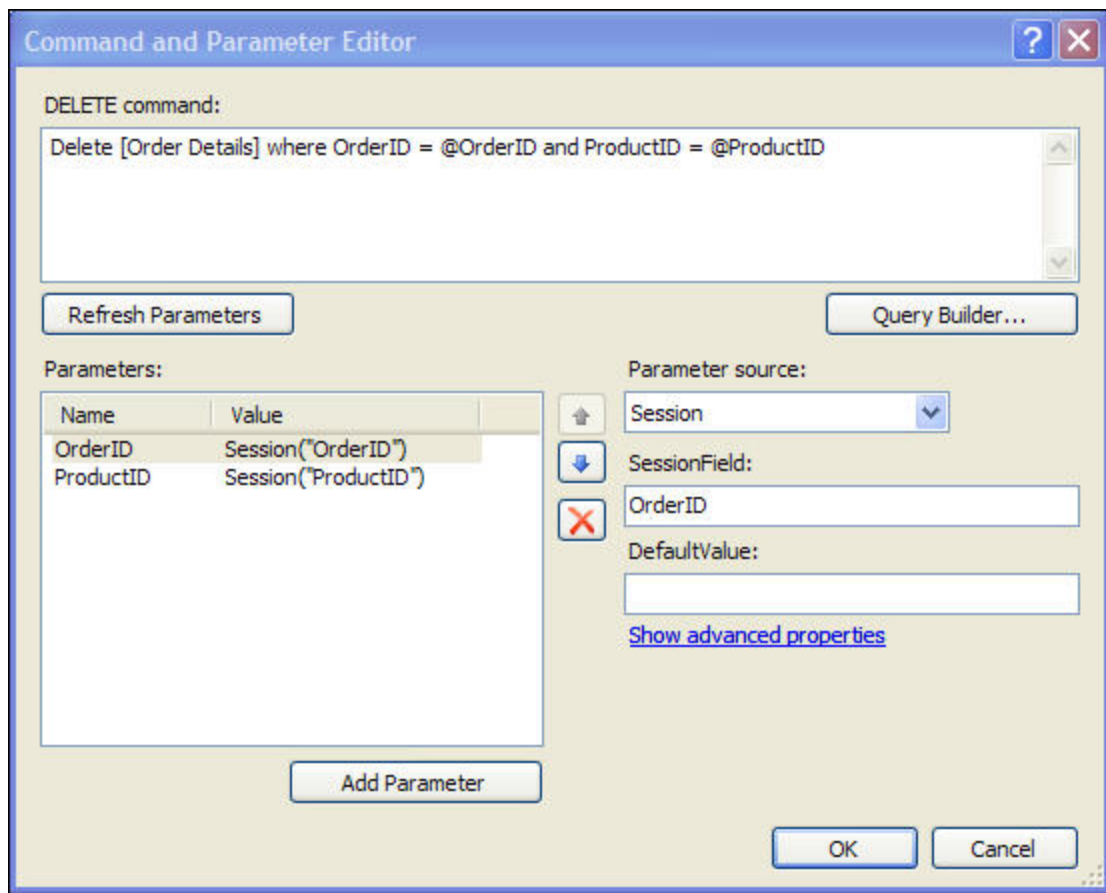 Command and Parameter Editor
DELETE command:
Delete [Order Details] where OrderID = @OrderID and ProductID = @ProductID
Refresh Parameters
Query Builder...
Parameters:
Name Value
OrderID Session("OrderID")
ProductID Session("ProductID")
Add Parameter
Parameter source:
Session
SessionField:
OrderID
DefaultValue:
Show advanced properties
OK
Cancel